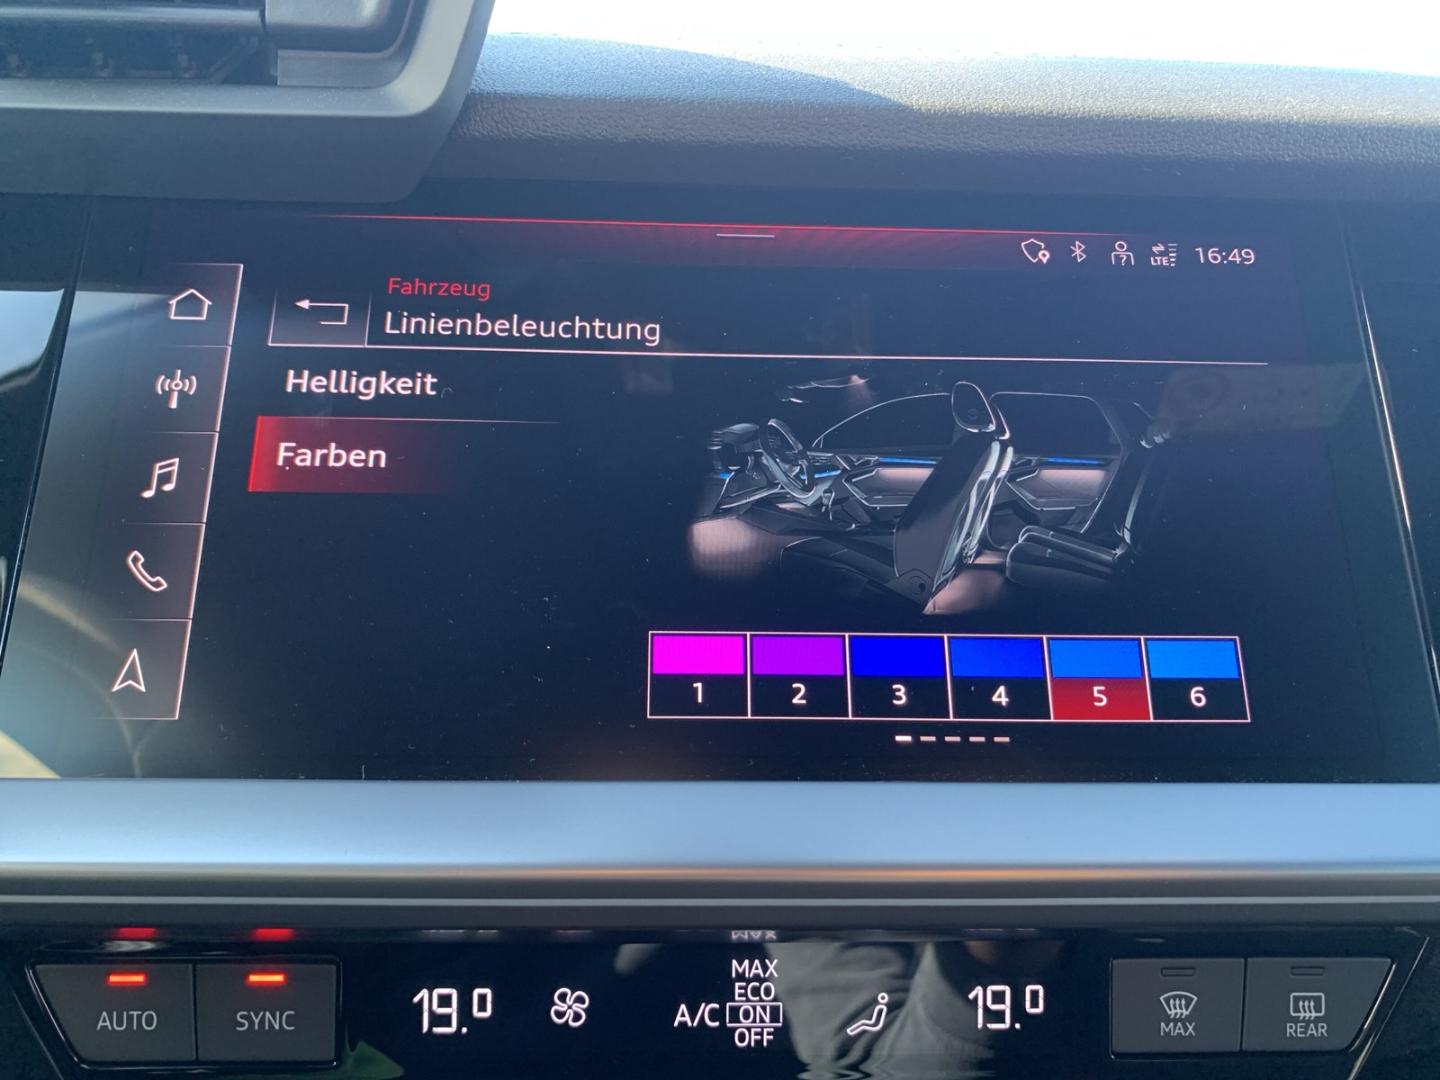 LTE
16:49
Fahrzeug
Linienbeleuchtung
Helligkeit
Farben
1 2 3 4 5 6
AUTO
SYNC
19.0
A/C
MAX
ECO
ON
OFF
19.0
MAX
REAR